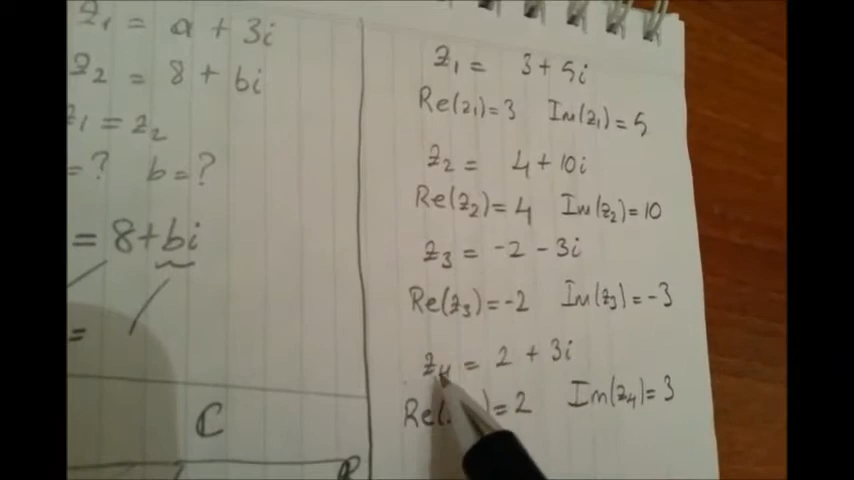 z₁ = a + 3i
z₂ = 8 + bi
z₁ = z₂
= ? b = ?
= 8 + bi
=
C
R
z₁ = 3 + 5i
Re(z₁) = 3 Im(z₁) = 5
z₂ = 4 + 10i
Re(z₂) = 4 Im(z₂) = 10
z₃ = -2 - 3i
Re(z₃) = -2 Im(z₃) = -3
z₄ = 2 + 3i
Re( ) = 2 Im(z₄) = 3